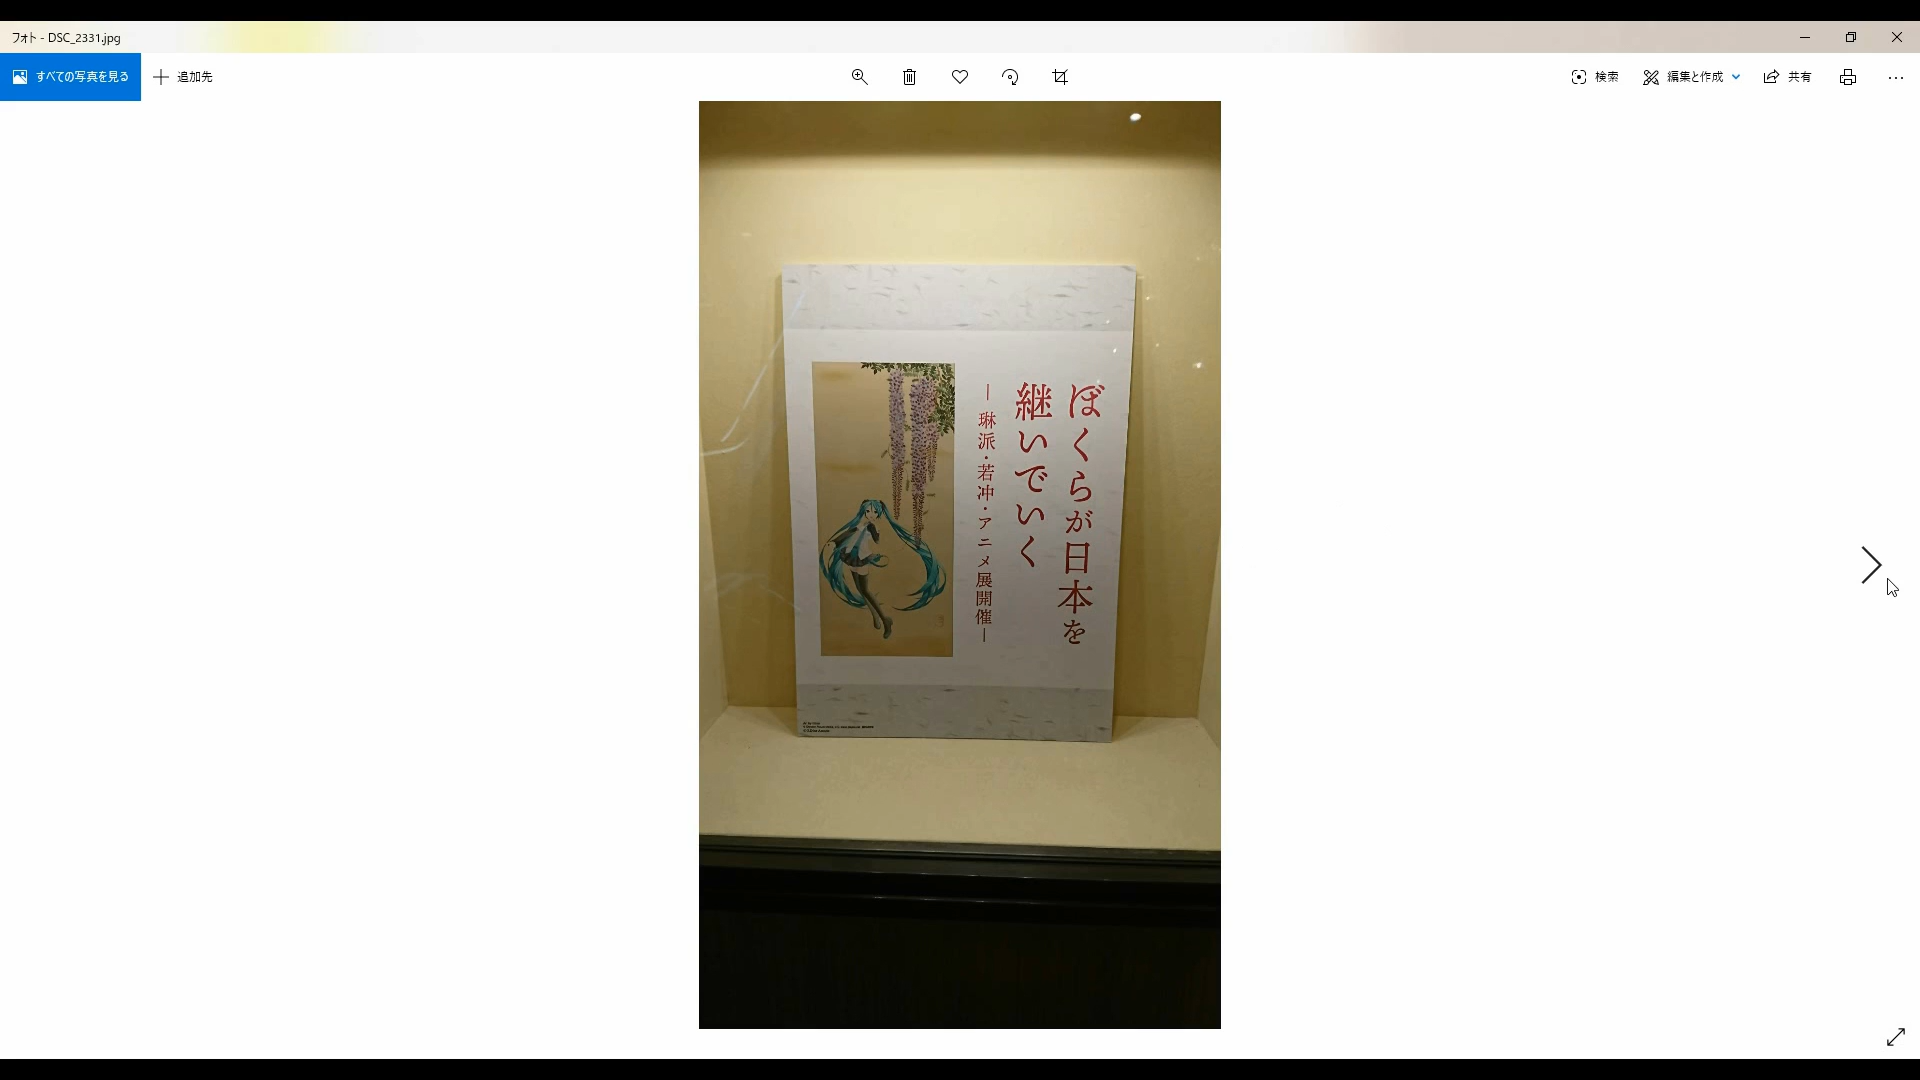 フォト - DSC_2331.jpg
すべての写真を見る
追加先
検索
編集と作成
共有
ぼくらが日本を
継いでいく
―琳派・若冲・アニメ展開催―